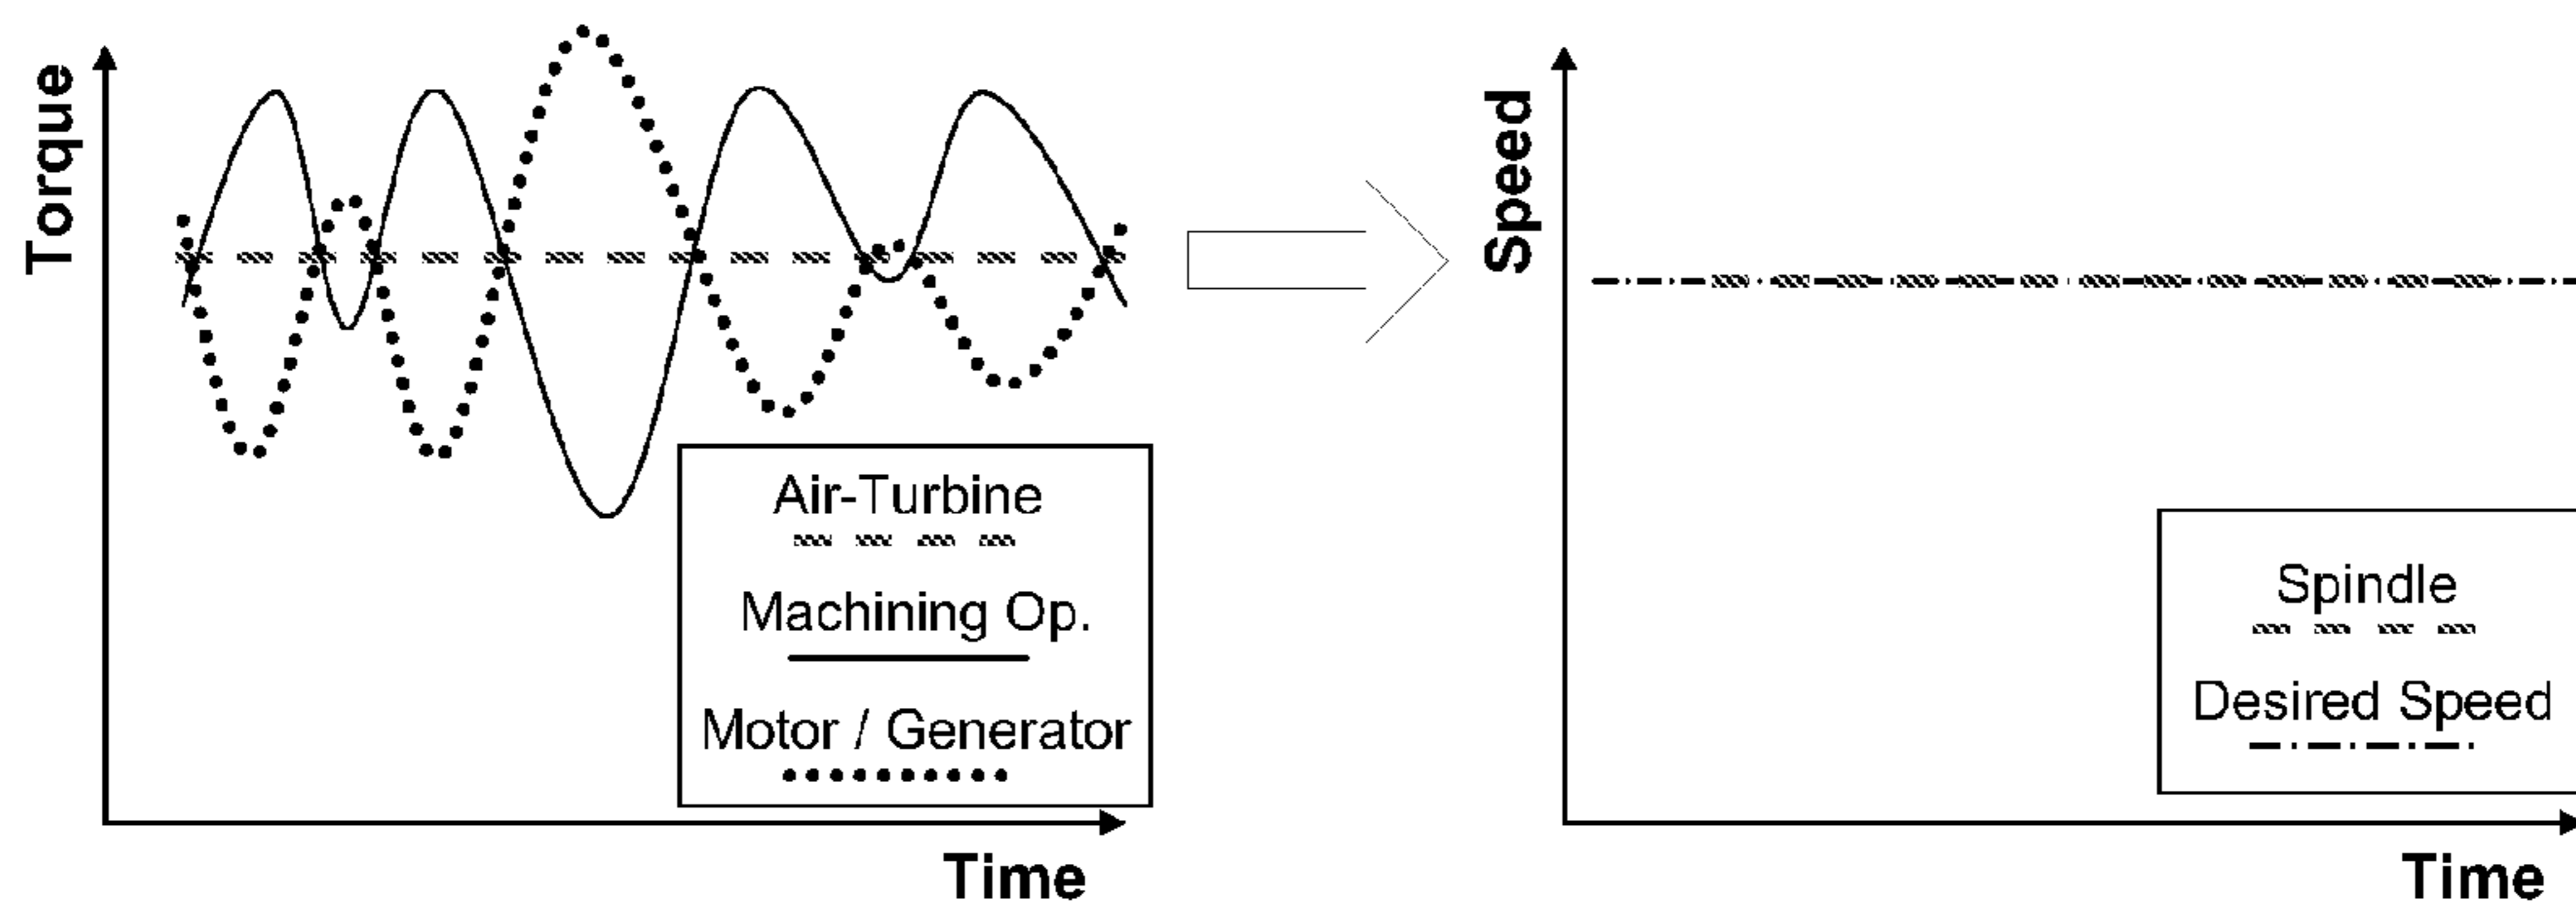 Torque
Air-Turbine
Machining Op.
Motor / Generator
Time
Speed
Spindle
Desired Speed
Time